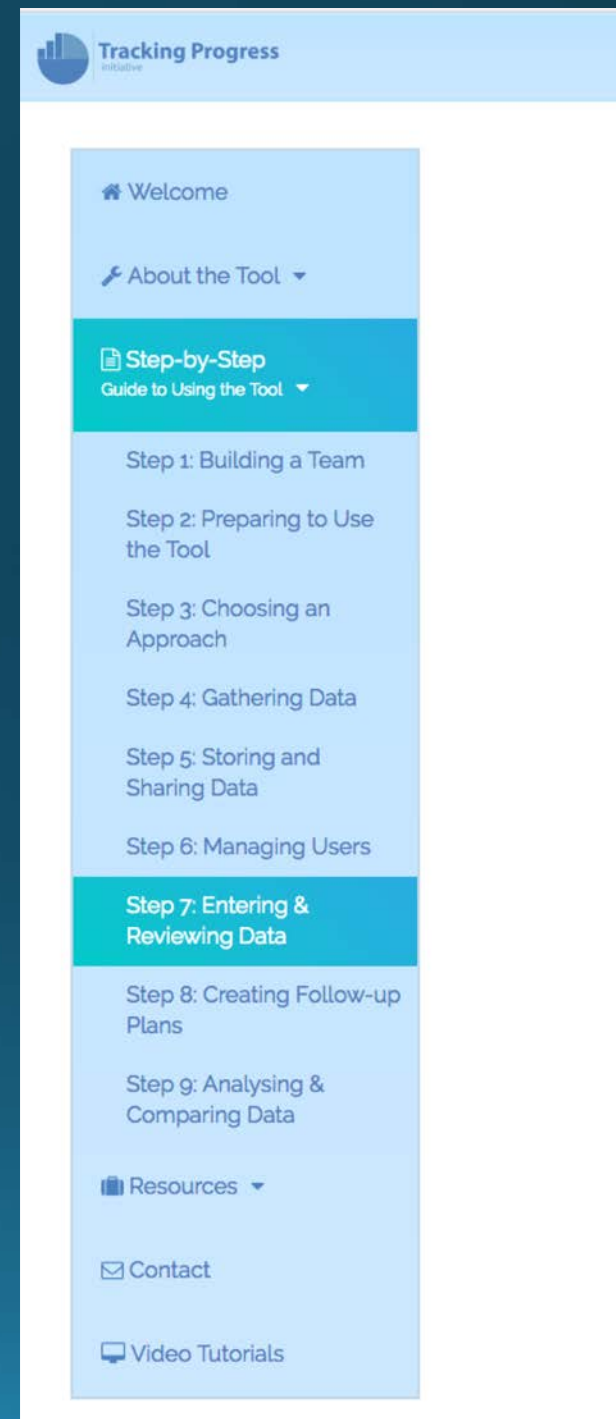 Tracking Progress
Initiative
Welcome
About the Tool
Step-by-Step
Guide to Using the Tool
Step 1: Building a Team
Step 2: Preparing to Use
the Tool
Step 3: Choosing an
Approach
Step 4: Gathering Data
Step 5: Storing and
Sharing Data
Step 6: Managing Users
Step 7: Entering &
Reviewing Data
Step 8: Creating Follow-up
Plans
Step 9: Analysing &
Comparing Data
Resources
Contact
Video Tutorials